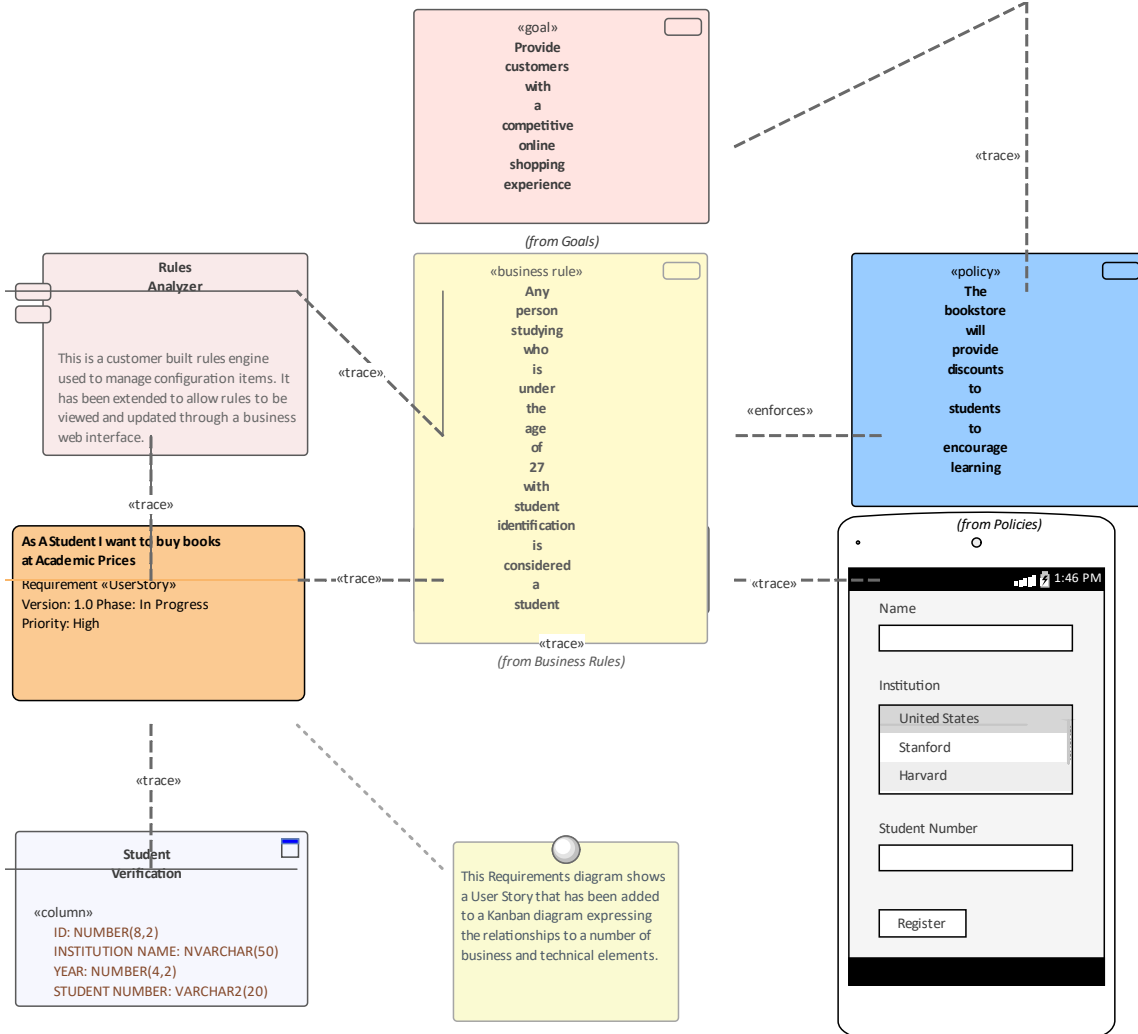 «goal»
Provide
customers
with
a
competitive
online
shopping
experience
(from Goals)
«trace»
Rules
Analyzer
This is a customer built rules engine
used to manage configuration items. It
has been extended to allow rules to be
viewed and updated through a business
web interface.
«trace»
«business rule»
Any
person
studying
who
is
under
the
age
of
27
with
student
identification
is
considered
a
student
«trace»
(from Business Rules)
«enforces»
«policy»
The
bookstore
will
provide
discounts
to
students
to
encourage
learning
(from Policies)
«trace»
As A Student I want to buy books
at Academic Prices
Requirement «UserStory»
Version: 1.0 Phase: In Progress
Priority: High
«trace»
«trace»
1:46 PM
Name
Institution
United States
Stanford
Harvard
Student Number
Register
«trace»
Student
Verification
«column»
ID: NUMBER(8,2)
INSTITUTION NAME: NVARCHAR(50)
YEAR: NUMBER(4,2)
STUDENT NUMBER: VARCHAR2(20)
This Requirements diagram shows
a User Story that has been added
to a Kanban diagram expressing
the relationships to a number of
business and technical elements.